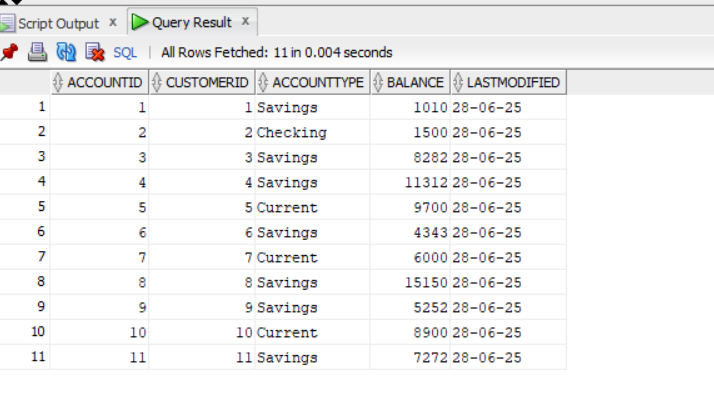 Script Output x Query Result x
SQL | All Rows Fetched: 11 in 0.004 seconds
ACCOUNTID CUSTOMERID ACCOUNTTYPE BALANCE LASTMODIFIED
1 1 1 Savings 1010 28-06-25
2 2 2 Checking 1500 28-06-25
3 3 3 Savings 8282 28-06-25
4 4 4 Savings 11312 28-06-25
5 5 5 Current 9700 28-06-25
6 6 6 Savings 4343 28-06-25
7 7 7 Current 6000 28-06-25
8 8 8 Savings 15150 28-06-25
9 9 9 Savings 5252 28-06-25
10 10 10 Current 8900 28-06-25
11 11 11 Savings 7272 28-06-25